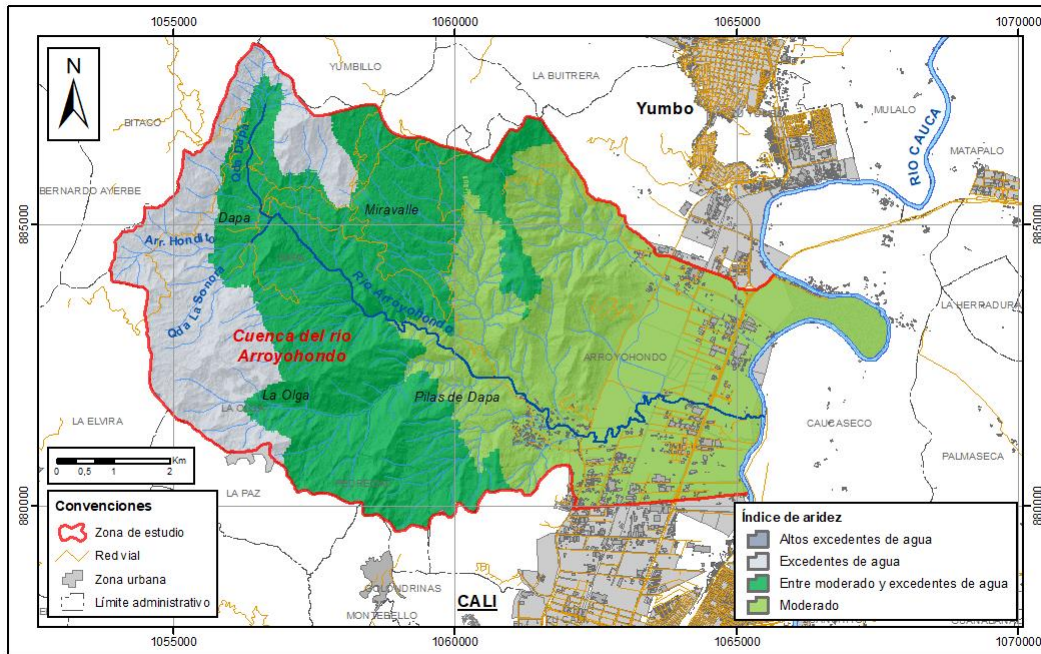 1055000
1060000
1065000
1070000
N
YUMBILLO
LA BUITRERA
Yumbo
MULALO
RIO CAUCA
MATAPALO
BITACO
Qda Dapa
BERNARDO AYERBE
885000
885000
Dapa
Miravalle
Arr. Hondito
Qda La Sonora
Río Arroyohondo
LA HERRADURA
Cuenca del río
Arroyohondo
ARROYOHONDO
La Olga
Pilas de Dapa
LA ELVIRA
CAUCASECO
PALMASECA
0 0,5 1 2 Km
LA PAZ
880000
880000
Convenciones
Zona de estudio
Red vial
Zona urbana
Límite administrativo
Índice de aridez
Altos excedentes de agua
Excedentes de agua
Entre moderado y excedentes de agua
Moderado
GOLONDRINAS
MONTEBELLO
CALI
1055000
1060000
1065000
1070000